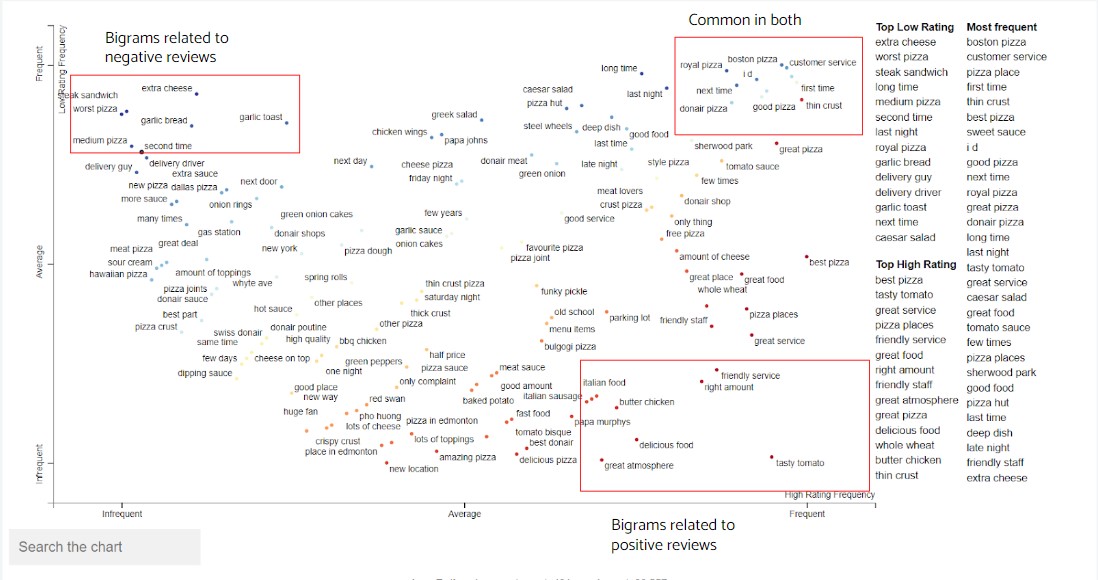 Common in both
Bigrams related to
negative reviews
Frequent
Low Rating Frequency
Average
Infrequent
long time
royal pizza
boston pizza
customer service
i d
last night
next time
first time
donair pizza
good pizza
thin crust
steak sandwich
extra cheese
worst pizza
garlic bread
garlic toast
medium pizza
second time
caesar salad
pizza hut
greek salad
steel wheels
deep dish
good food
chicken wings
papa johns
last time
sherwood park
great pizza
delivery guy
delivery driver
extra sauce
next day
cheese pizza
friday night
donair meat
green onion
late night
style pizza
tomato sauce
few times
new pizza
dallas pizza
next door
more sauce
onion rings
meat lovers
crust pizza
donair shop
many times
gas station
green onion cakes
donair shops
few years
garlic sauce
onion cakes
good service
only thing
free pizza
great deal
meat pizza
new york
pizza dough
favourite pizza
pizza joint
amount of cheese
best pizza
sour cream
hawaiian pizza
amount of toppings
whyte ave
spring rolls
great place
great food
whole wheat
pizza joints
donair sauce
thin crust pizza
saturday night
funky pickle
hot sauce
other places
thick crust
old school
parking lot
friendly staff
pizza places
best part
pizza crust
swiss donair
same time
donair poutine
high quality
other pizza
bbq chicken
menu items
bulgogi pizza
great service
few days
cheese on top
dipping sauce
one night
green peppers
half price
pizza sauce
meat sauce
only complaint
good amount
baked potato
italian food
italian sausage
friendly service
right amount
butter chicken
good place
new way
red swan
huge fan
pho huong
lots of cheese
pizza in edmonton
fast food
papa murphys
tomato bisque
crispy crust
place in edmonton
lots of toppings
best donair
delicious food
amazing pizza
delicious pizza
new location
great atmosphere
tasty tomato
High Rating Frequency
Infrequent
Average
Frequent
Bigrams related to
positive reviews
Search the chart
Top Low Rating
extra cheese
worst pizza
steak sandwich
long time
medium pizza
second time
last night
royal pizza
garlic bread
delivery guy
delivery driver
garlic toast
next time
caesar salad
Top High Rating
best pizza
tasty tomato
great service
pizza places
friendly service
great food
right amount
friendly staff
great atmosphere
great pizza
delicious food
whole wheat
butter chicken
thin crust
Most frequent
boston pizza
customer service
pizza place
first time
thin crust
best pizza
sweet sauce
i d
good pizza
next time
royal pizza
great pizza
donair pizza
long time
last night
tasty tomato
great service
caesar salad
great food
tomato sauce
few times
pizza places
sherwood park
good food
pizza hut
last time
deep dish
late night
friendly staff
extra cheese